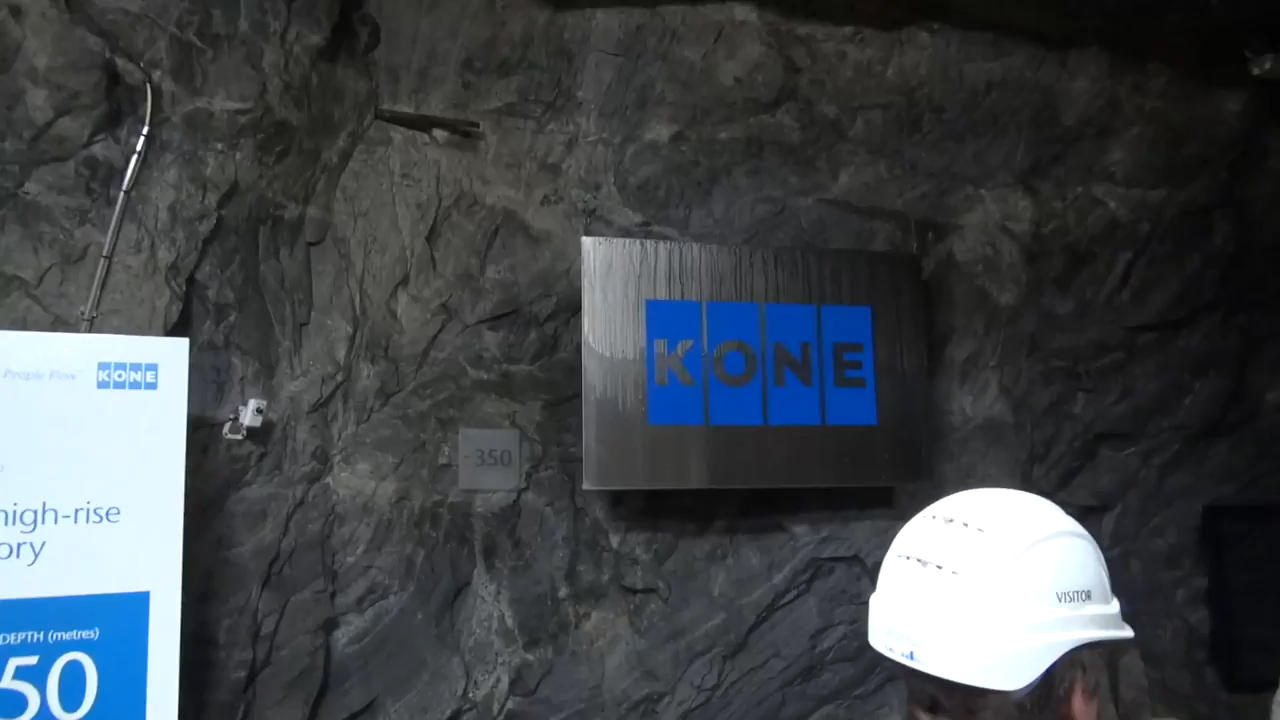 People Flow
KONE
high-rise
ory
DEPTH (metres)
50
-350
KONE
VISITOR